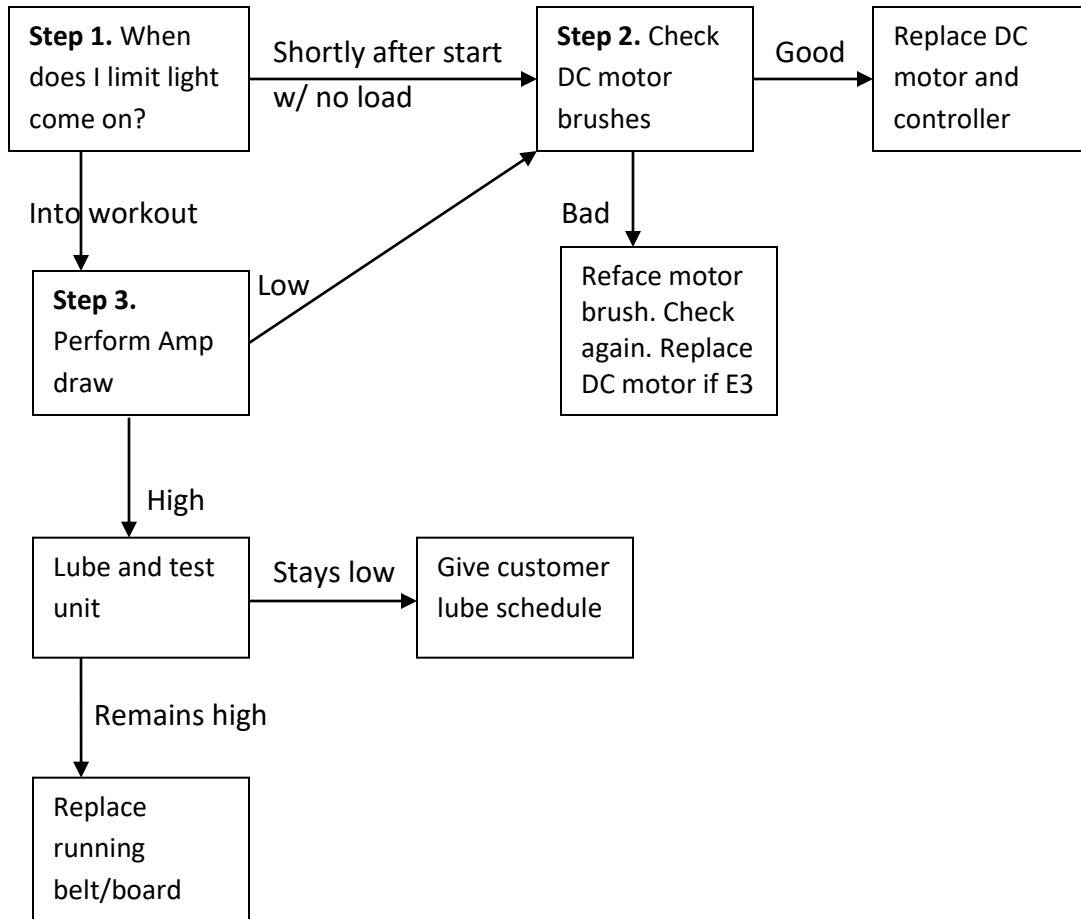 Step 1. When
does I limit light
come on?
Shortly after start
w/ no load
Step 2. Check
DC motor
brushes
Good
Replace DC
motor and
controller
Into workout
Bad
Step 3.
Perform Amp
draw
Low
Reface motor
brush. Check
again. Replace
DC motor if E3
High
Lube and test
unit
Stays low
Give customer
lube schedule
Remains high
Replace
running
belt/board